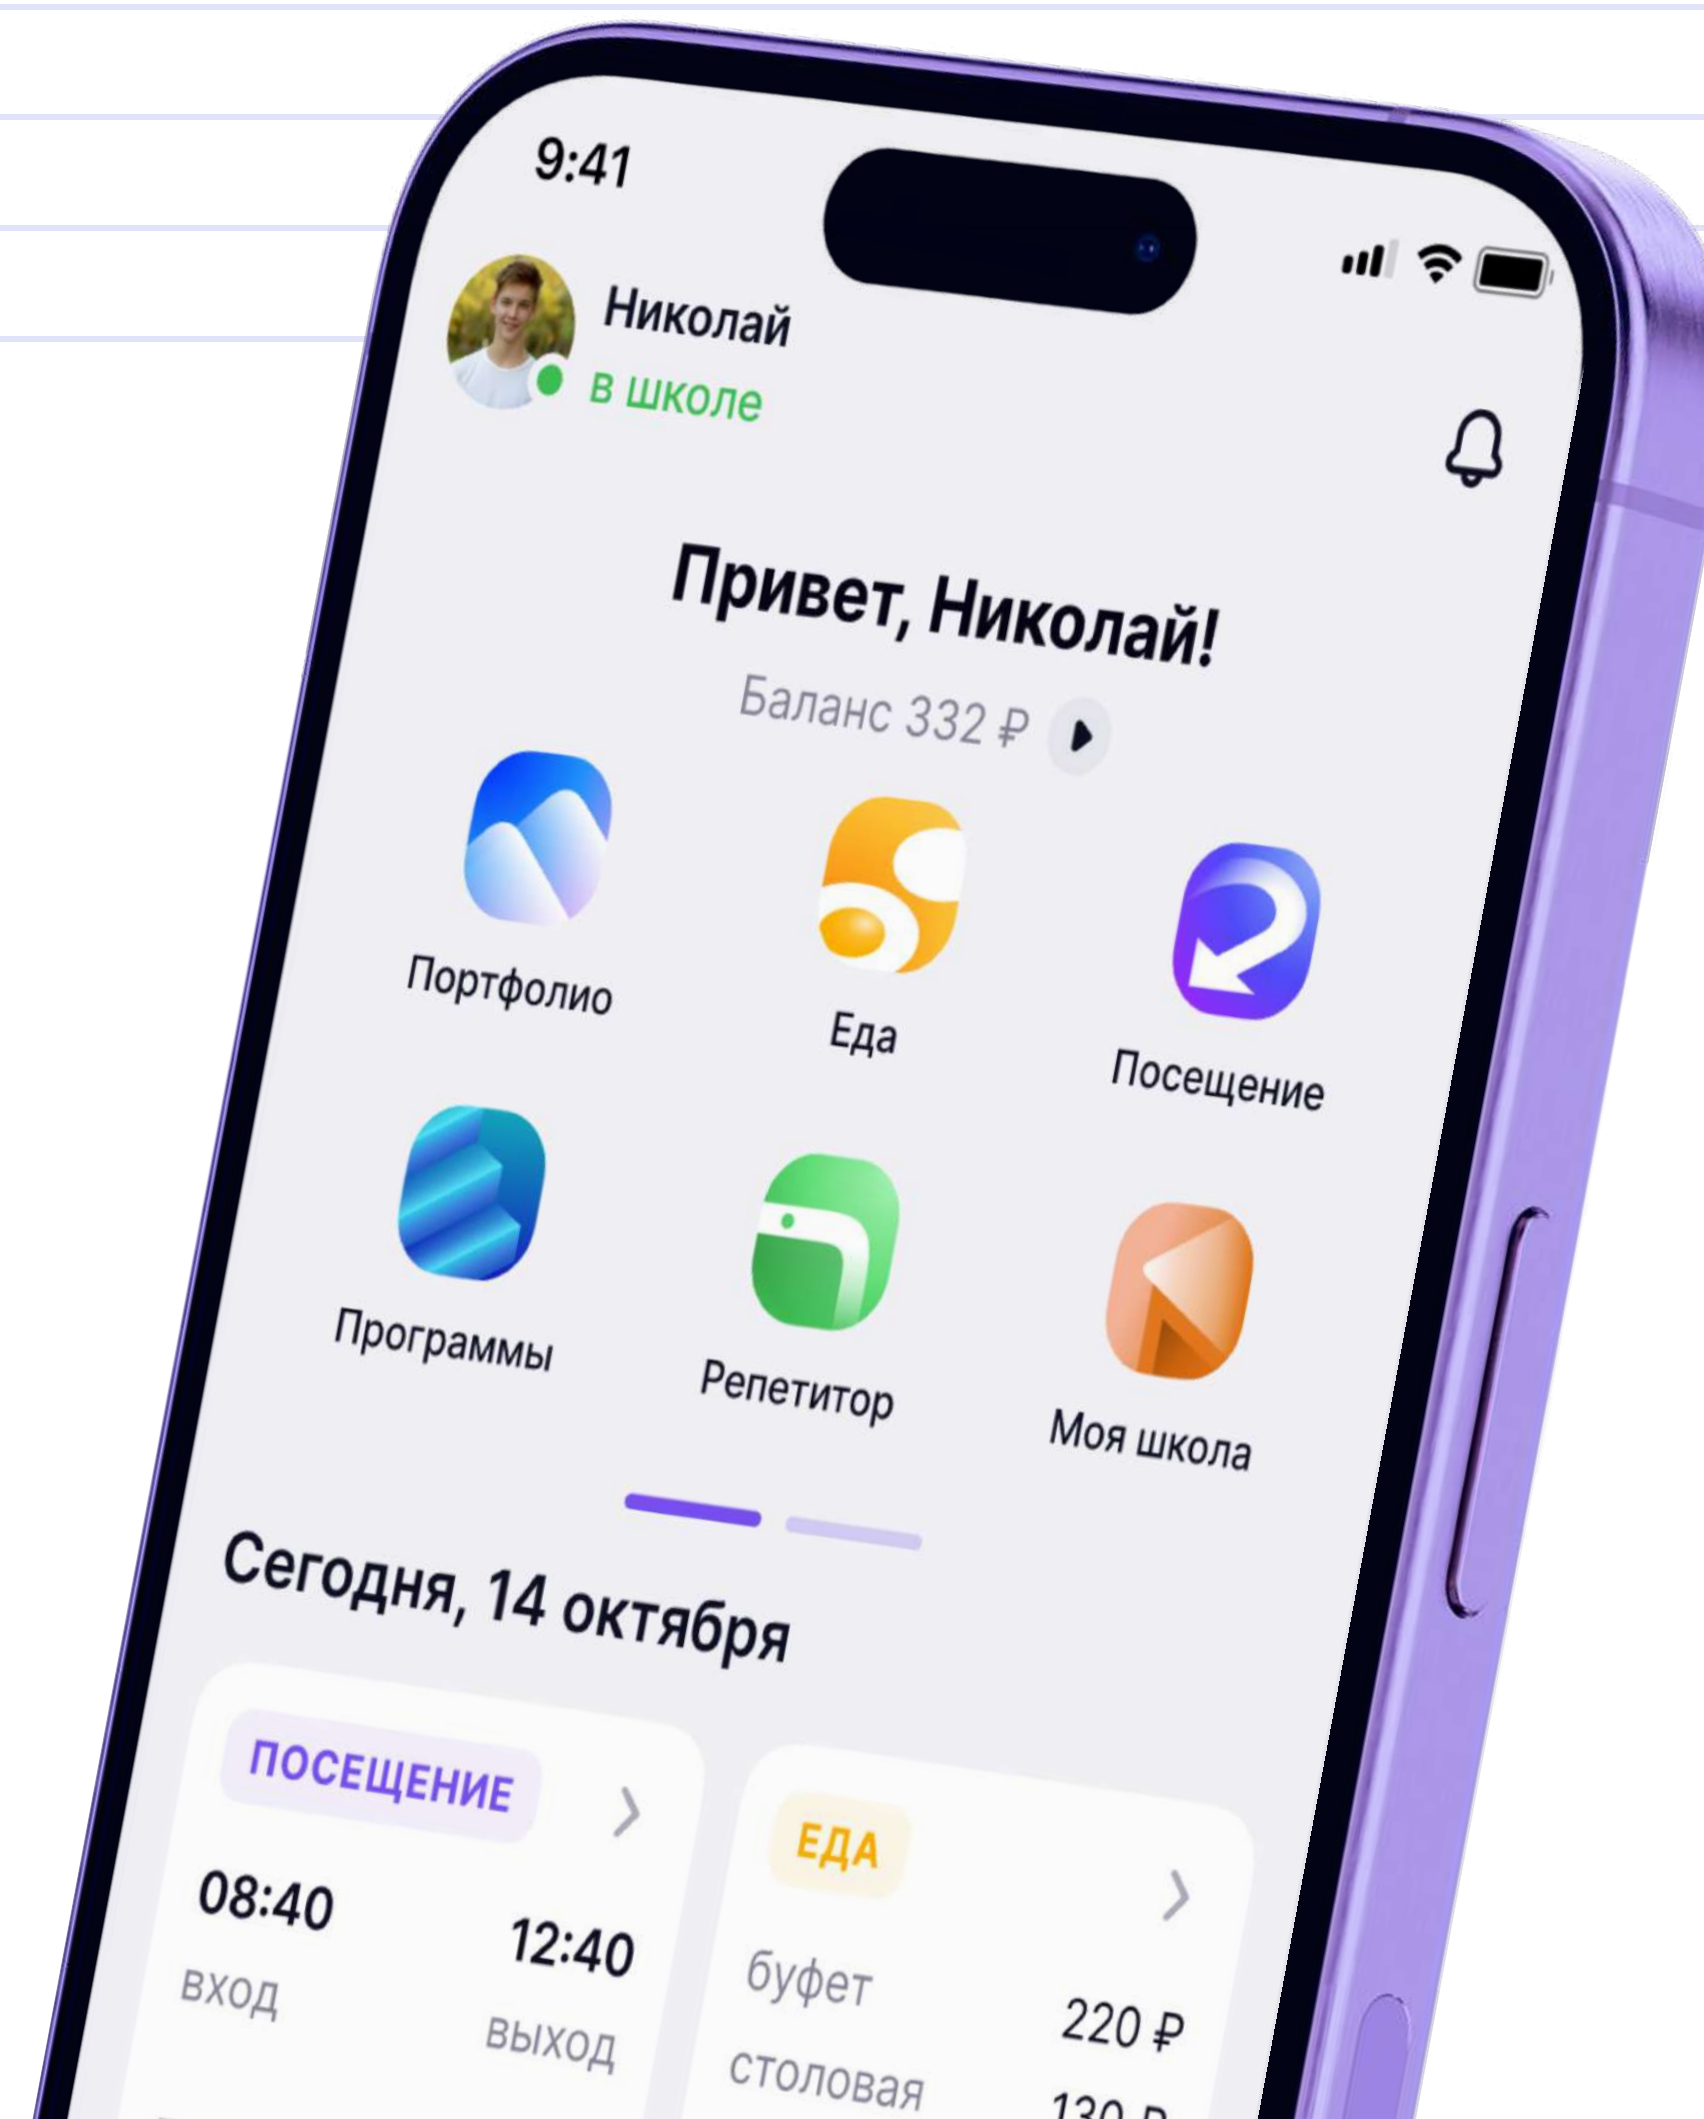 9:41
Николай
в школе
Привет, Николай!
Баланс 332 ₽
Портфолио
Еда
Посещение
Программы
Репетитор
Моя школа
Сегодня, 14 октября
ПОСЕЩЕНИЕ
08:40
12:40
вход
выход
ЕДА
буфет
220 ₽
столовая
130 ₽